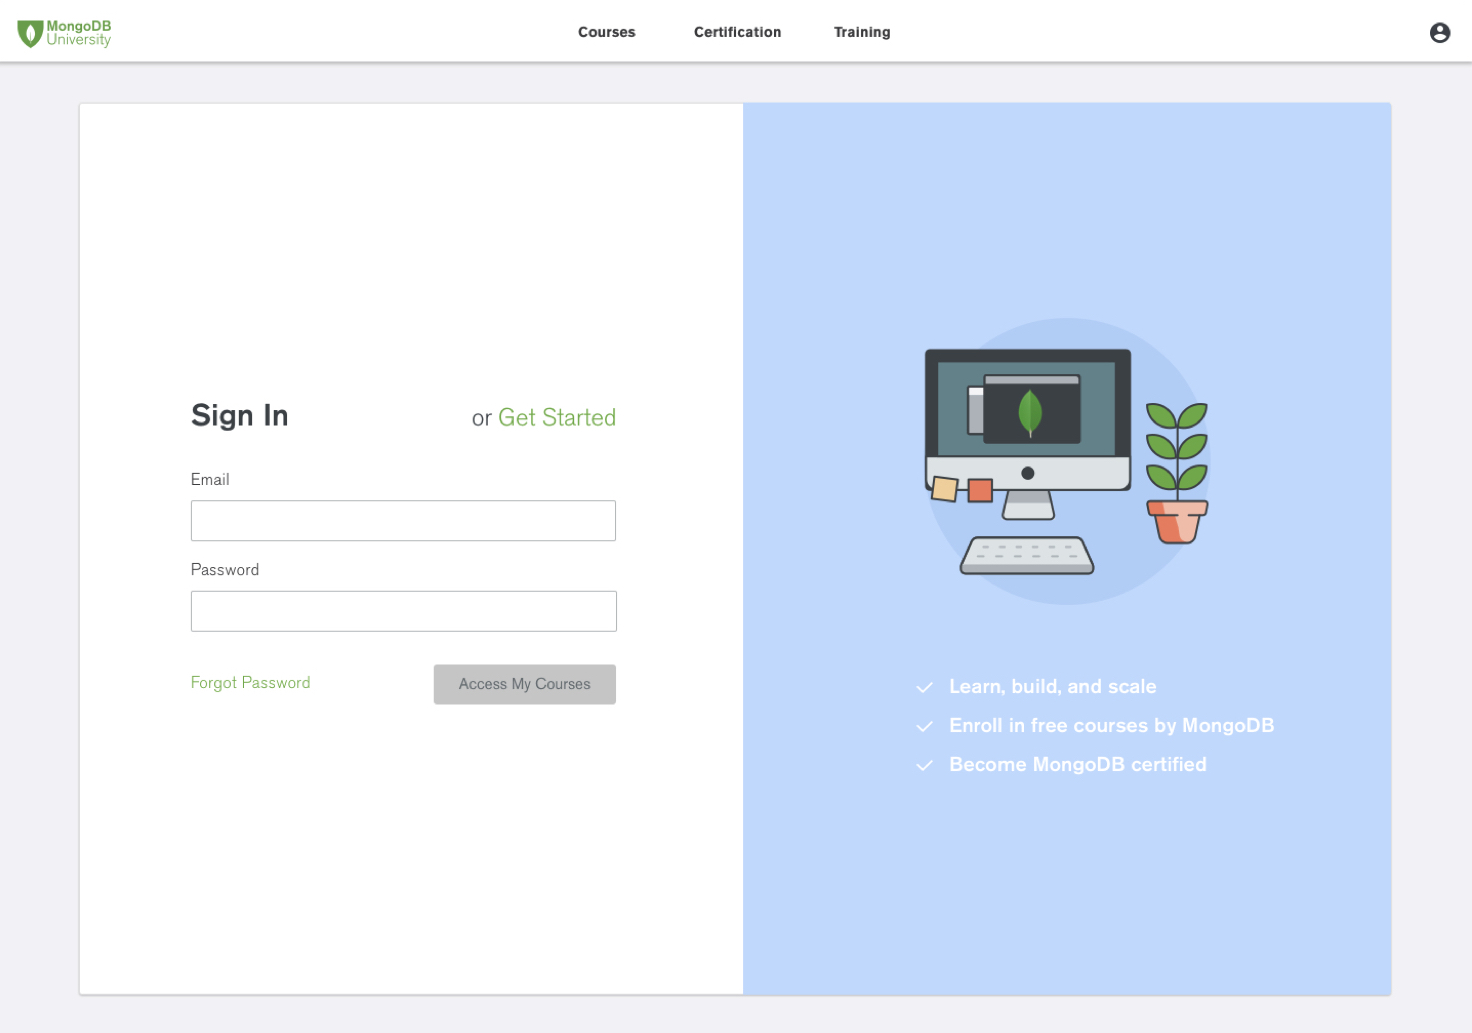 MongoDB
University
Courses
Certification
Training
Sign In
or Get Started
Email
Password
Forgot Password
Access My Courses
Learn, build, and scale
Enroll in free courses by MongoDB
Become MongoDB certified